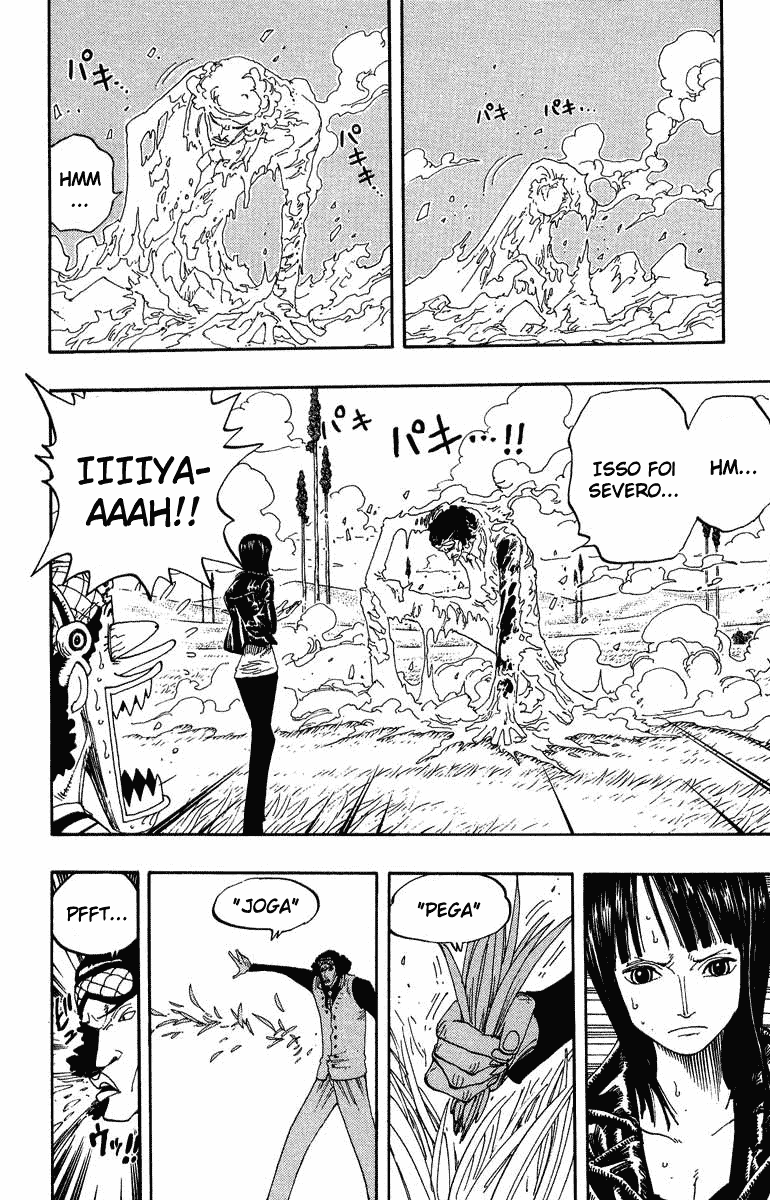 パキ
パキ…
パキ…
パキ…
HMM
...
パキ
パキ…!!
HM...
ISSO FOI
SEVERO...
IIIIYA-
AAAH!!
"PEGA"
"JOGA"
PFFT...
ウッ!!